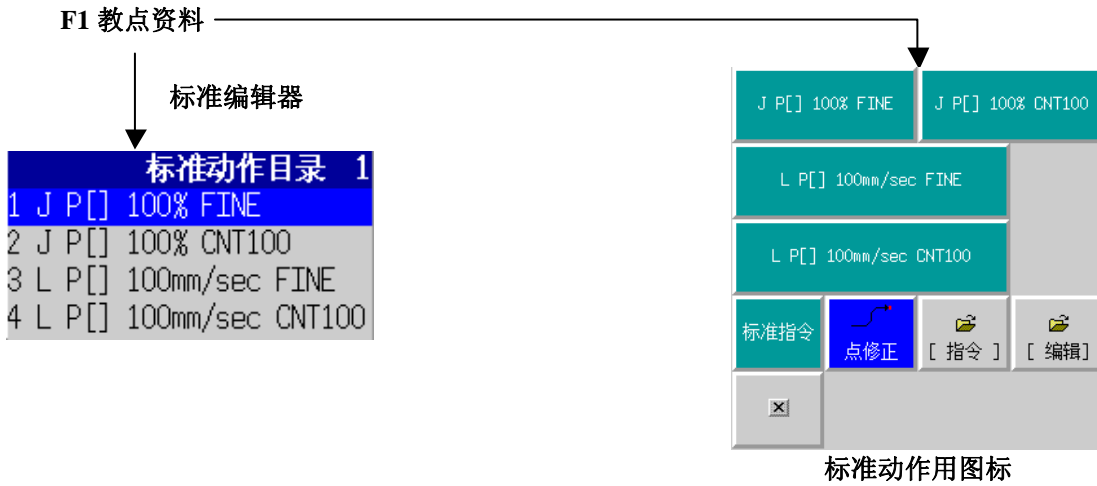 F1 教点资料
标准编辑器
标准动作目录 1
1 J P[] 100% FINE
2 J P[] 100% CNT100
3 L P[] 100mm/sec FINE
4 L P[] 100mm/sec CNT100
J P[] 100% FINE
J P[] 100% CNT100
L P[] 100mm/sec FINE
L P[] 100mm/sec CNT100
标准指令
点修正
[ 指令 ]
[ 编辑]
标准动作用图标